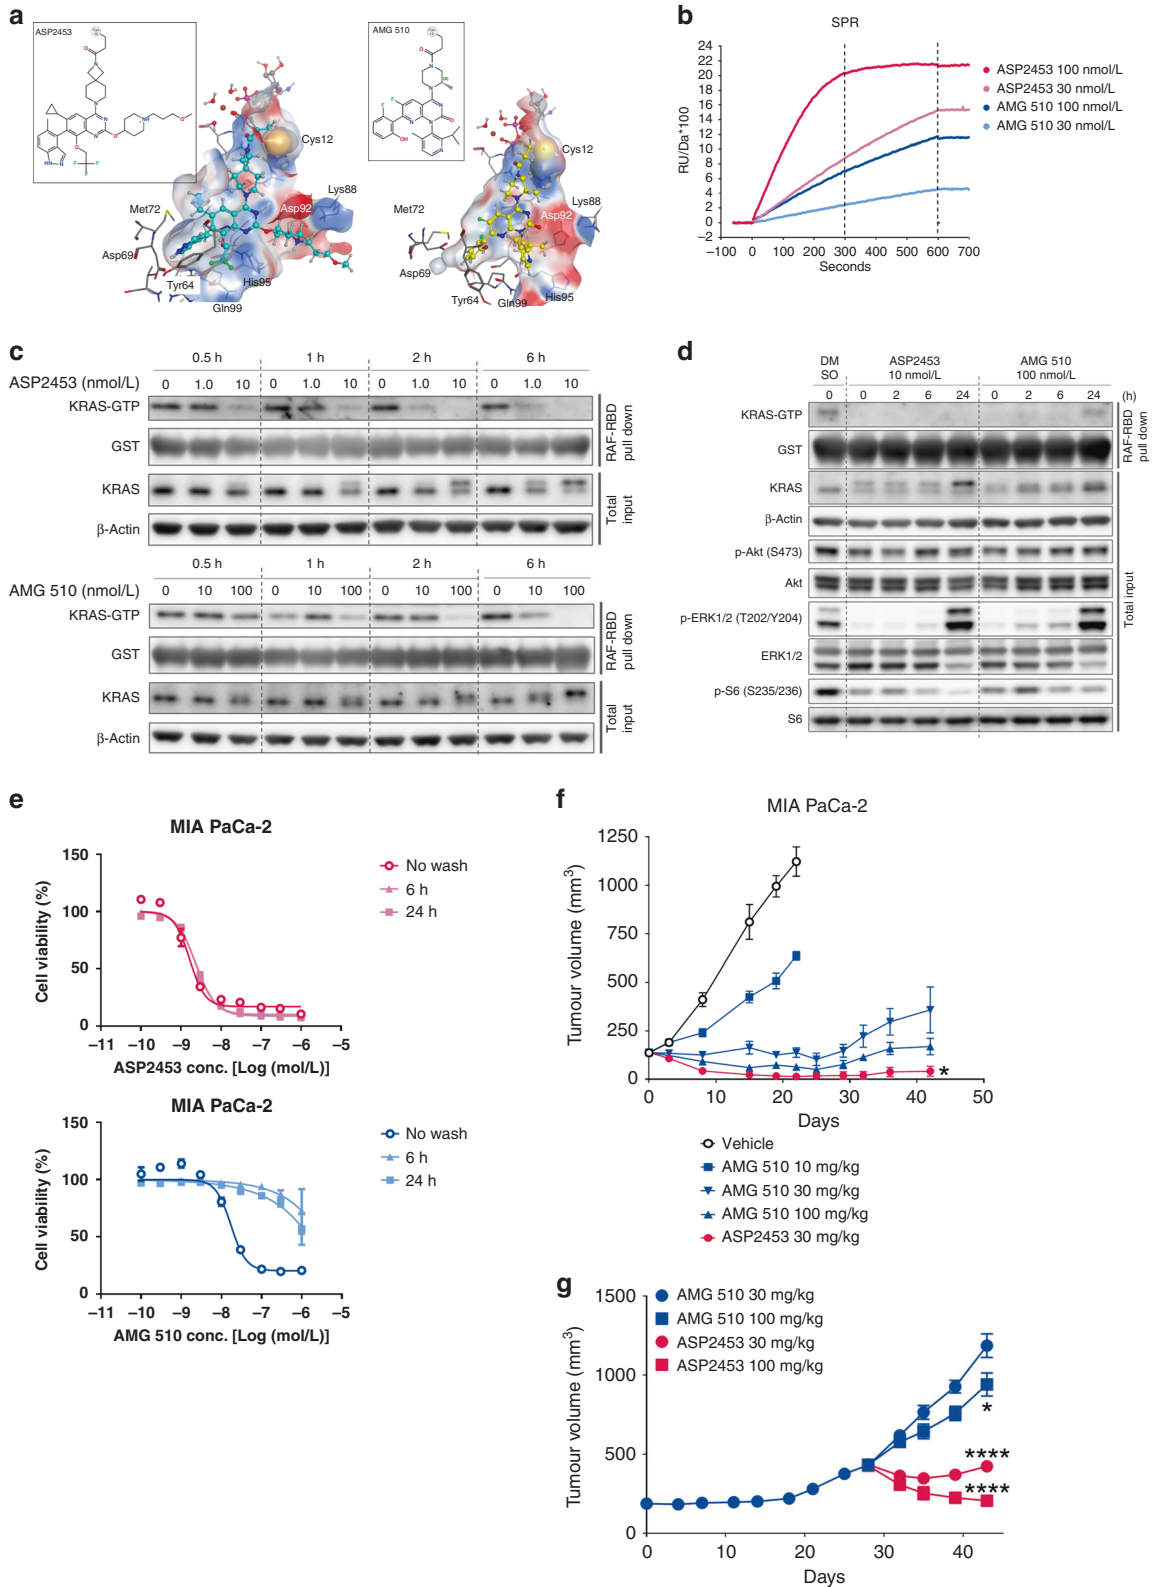 a
ASP2453
AMG 510
Cys12
Lys88
Asp92
Met72
Asp69
Tyr64
His95
Gln99
Cys12
Lys88
Asp92
Met72
Asp69
Tyr64
Gln99
His95
b
SPR
RU/Da*100
24
22
20
18
16
14
12
10
8
6
4
2
0
−2
−100 0 100 200 300 400 500 600 700
Seconds
ASP2453 100 nmol/L
ASP2453 30 nmol/L
AMG 510 100 nmol/L
AMG 510 30 nmol/L
c
0.5 h 1 h 2 h 6 h
ASP2453 (nmol/L) 0 1.0 10 0 1.0 10 0 1.0 10 0 1.0 10
KRAS-GTP
GST
RAF-RBD pull down
KRAS
β-Actin
Total input
0.5 h 1 h 2 h 6 h
AMG 510 (nmol/L) 0 10 100 0 10 100 0 10 100 0 10 100
KRAS-GTP
GST
RAF-RBD pull down
KRAS
β-Actin
Total input
d
DM ASP2453 AMG 510
SO 10 nmol/L 100 nmol/L
0 0 2 6 24 0 2 6 24 (h)
KRAS-GTP
GST
RAF-RBD pull down
KRAS
β-Actin
p-Akt (S473)
Akt
p-ERK1/2 (T202/Y204)
ERK1/2
p-S6 (S235/236)
S6
Total input
e
MIA PaCa-2
Cell viability (%)
150
100
50
0
−11 −10 −9 −8 −7 −6 −5
ASP2453 conc. [Log (mol/L)]
No wash
6 h
24 h
MIA PaCa-2
Cell viability (%)
150
100
50
0
−11 −10 −9 −8 −7 −6 −5
AMG 510 conc. [Log (mol/L)]
No wash
6 h
24 h
f
MIA PaCa-2
Tumour volume (mm³)
1250
1000
750
500
250
0
*
0 10 20 30 40 50
Days
Vehicle
AMG 510 10 mg/kg
AMG 510 30 mg/kg
AMG 510 100 mg/kg
ASP2453 30 mg/kg
g
Tumour volume (mm³)
1500
1000
500
0
AMG 510 30 mg/kg
AMG 510 100 mg/kg
ASP2453 30 mg/kg
ASP2453 100 mg/kg
*
****
****
0 10 20 30 40
Days